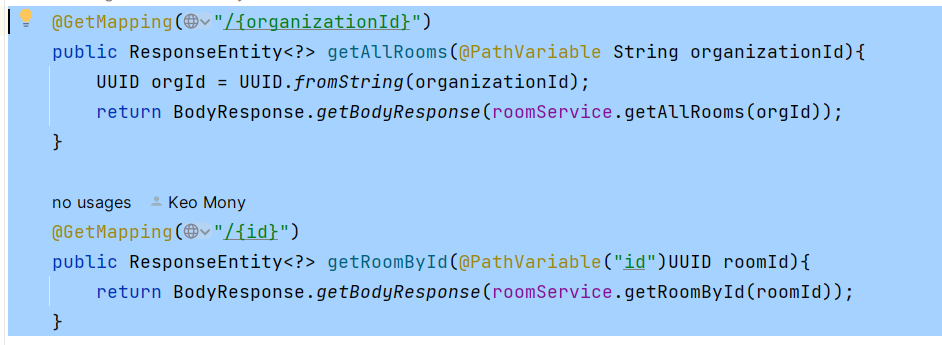 @GetMapping("/{organizationId}")
public ResponseEntity<?> getAllRooms(@PathVariable String organizationId){
    UUID orgId = UUID.fromString(organizationId);
    return BodyResponse.getBodyResponse(roomService.getAllRooms(orgId));
}
no usages Keo Mony
@GetMapping("/{id}")
public ResponseEntity<?> getRoomById(@PathVariable("id")UUID roomId){
    return BodyResponse.getBodyResponse(roomService.getRoomById(roomId));
}